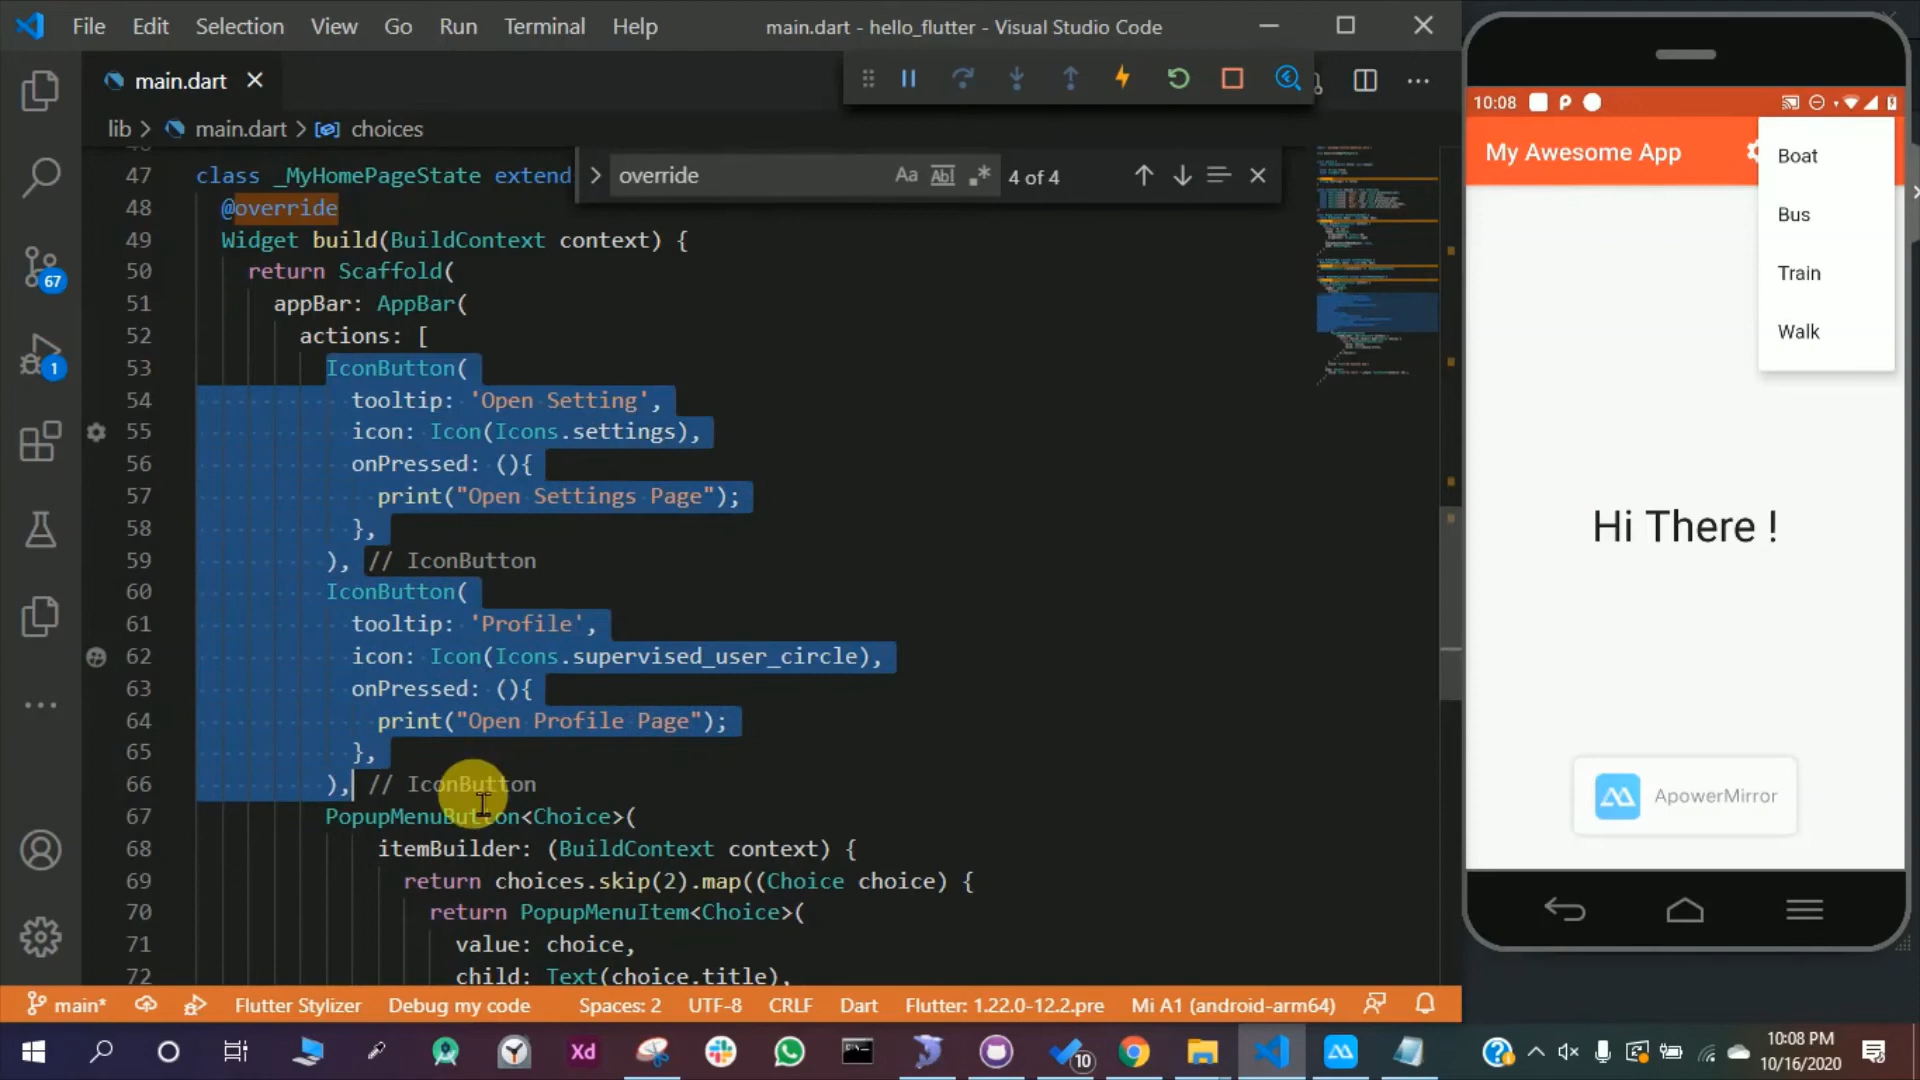 File Edit Selection View Go Run Terminal Help main.dart - hello_flutter - Visual Studio Code
main.dart
lib > main.dart > choices
override Aa Abl .* 4 of 4
47 class _MyHomePageState extend
48 @override
49 Widget build(BuildContext context) {
50 return Scaffold(
51 appBar: AppBar(
52 actions: [
53 IconButton(
54 tooltip: 'Open Setting',
55 icon: Icon(Icons.settings),
56 onPressed: (){
57 print("Open Settings Page");
58 },
59 ), // IconButton
60 IconButton(
61 tooltip: 'Profile',
62 icon: Icon(Icons.supervised_user_circle),
63 onPressed: (){
64 print("Open Profile Page");
65 },
66 ), // IconButton
67 PopupMenuButton<Choice>(
68 itemBuilder: (BuildContext context) {
69 return choices.skip(2).map((Choice choice) {
70 return PopupMenuItem<Choice>(
71 value: choice,
72 child: Text(choice.title),
67
1
main* Flutter Stylizer Debug my code Spaces: 2 UTF-8 CRLF Dart Flutter: 1.22.0-12.2.pre Mi A1 (android-arm64)
10:08
My Awesome App
Boat
Bus
Train
Walk
Hi There !
ApowerMirror
Xd
10
10:08 PM
10/16/2020